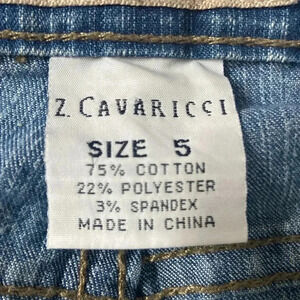 Z. CAVARICCI
SIZE 5
75% COTTON
22% POLYESTER
3% SPANDEX
MADE IN CHINA